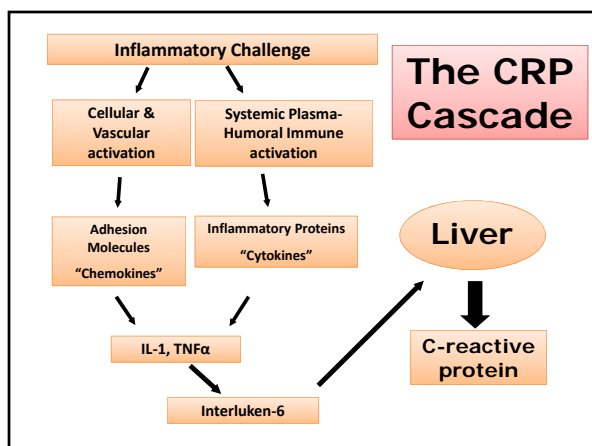 Inflammatory Challenge
The CRP
Cascade
Cellular &
Vascular
activation
Systemic Plasma-
Humoral Immune
activation
Adhesion
Molecules
“Chemokines”
Inflammatory Proteins
“Cytokines”
Liver
IL-1, TNFα
C-reactive
protein
Interluken-6